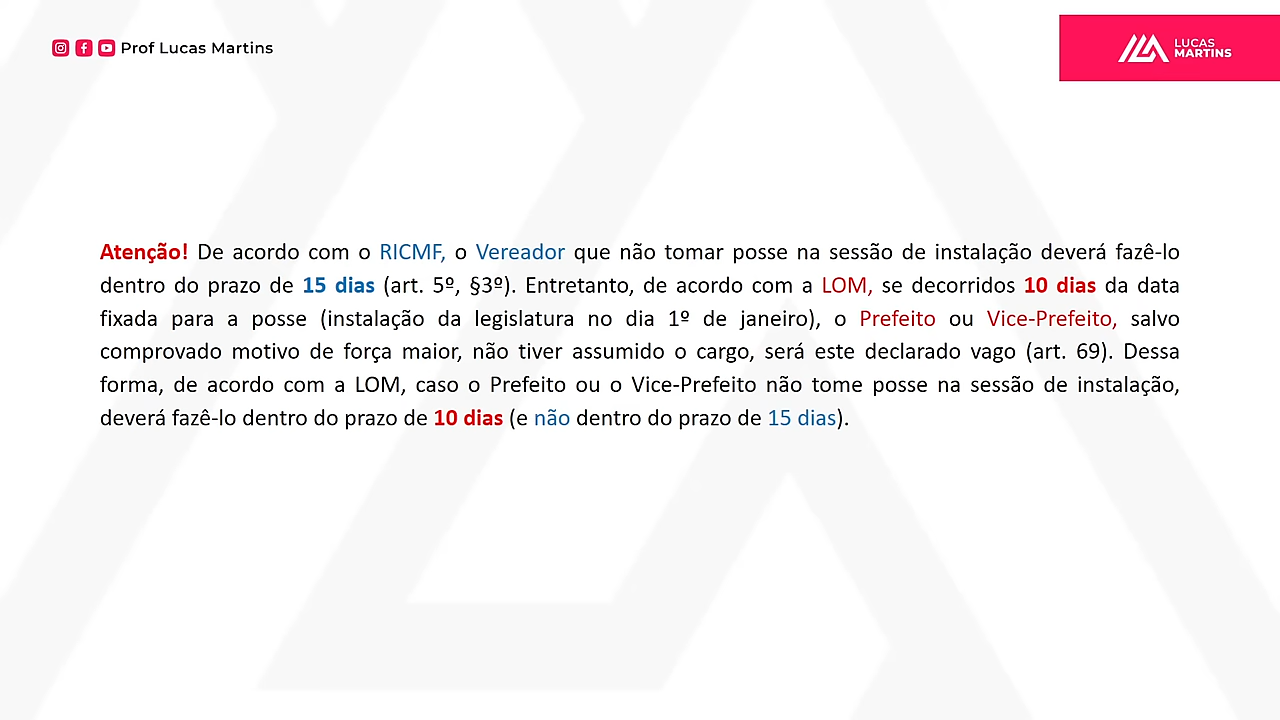 Prof Lucas Martins
LUCAS
MARTINS
Atenção! De acordo com o RICMF, o Vereador que não tomar posse na sessão de instalação deverá fazê-lo
dentro do prazo de 15 dias (art. 5º, §3º). Entretanto, de acordo com a LOM, se decorridos 10 dias da data
fixada para a posse (instalação da legislatura no dia 1º de janeiro), o Prefeito ou Vice-Prefeito, salvo
comprovado motivo de força maior, não tiver assumido o cargo, será este declarado vago (art. 69). Dessa
forma, de acordo com a LOM, caso o Prefeito ou o Vice-Prefeito não tome posse na sessão de instalação,
deverá fazê-lo dentro do prazo de 10 dias (e não dentro do prazo de 15 dias).